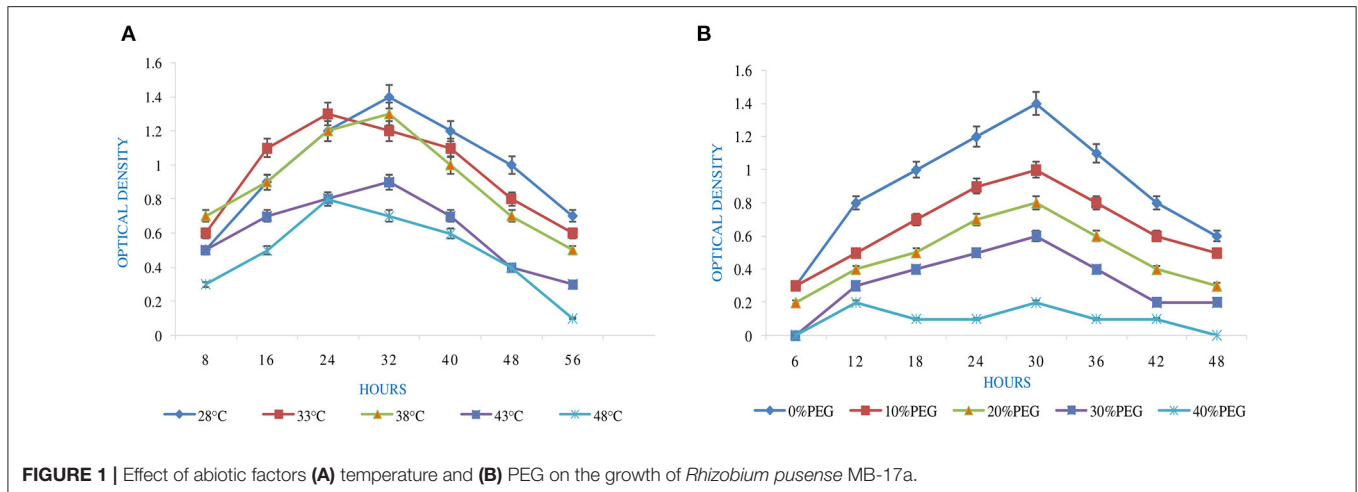 A
1.6
1.4
1.2
1
0.8
0.6
0.4
0.2
0
OPTICAL DENSITY
8 16 24 32 40 48 56
HOURS
28°C 33°C 38°C 43°C 48°C
B
1.6
1.4
1.2
1
0.8
0.6
0.4
0.2
0
OPTICAL DENSITY
6 12 18 24 30 36 42 48
HOURS
0%PEG 10%PEG 20%PEG 30%PEG 40%PEG
FIGURE 1 | Effect of abiotic factors (A) temperature and (B) PEG on the growth of Rhizobium pusense MB-17a.